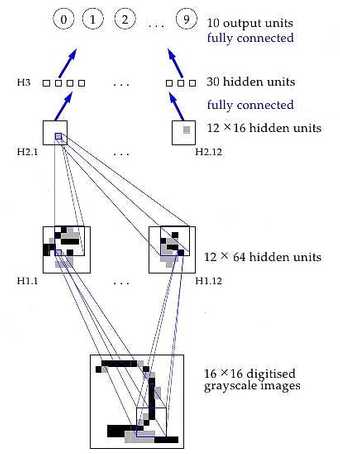 0 1 2 ... 9 10 output units
fully connected
H3 ... 30 hidden units
fully connected
12 ×16 hidden units
H2.1 ... H2.12
12 × 64 hidden units
H1.1 ... H1.12
16 ×16 digitised
grayscale images